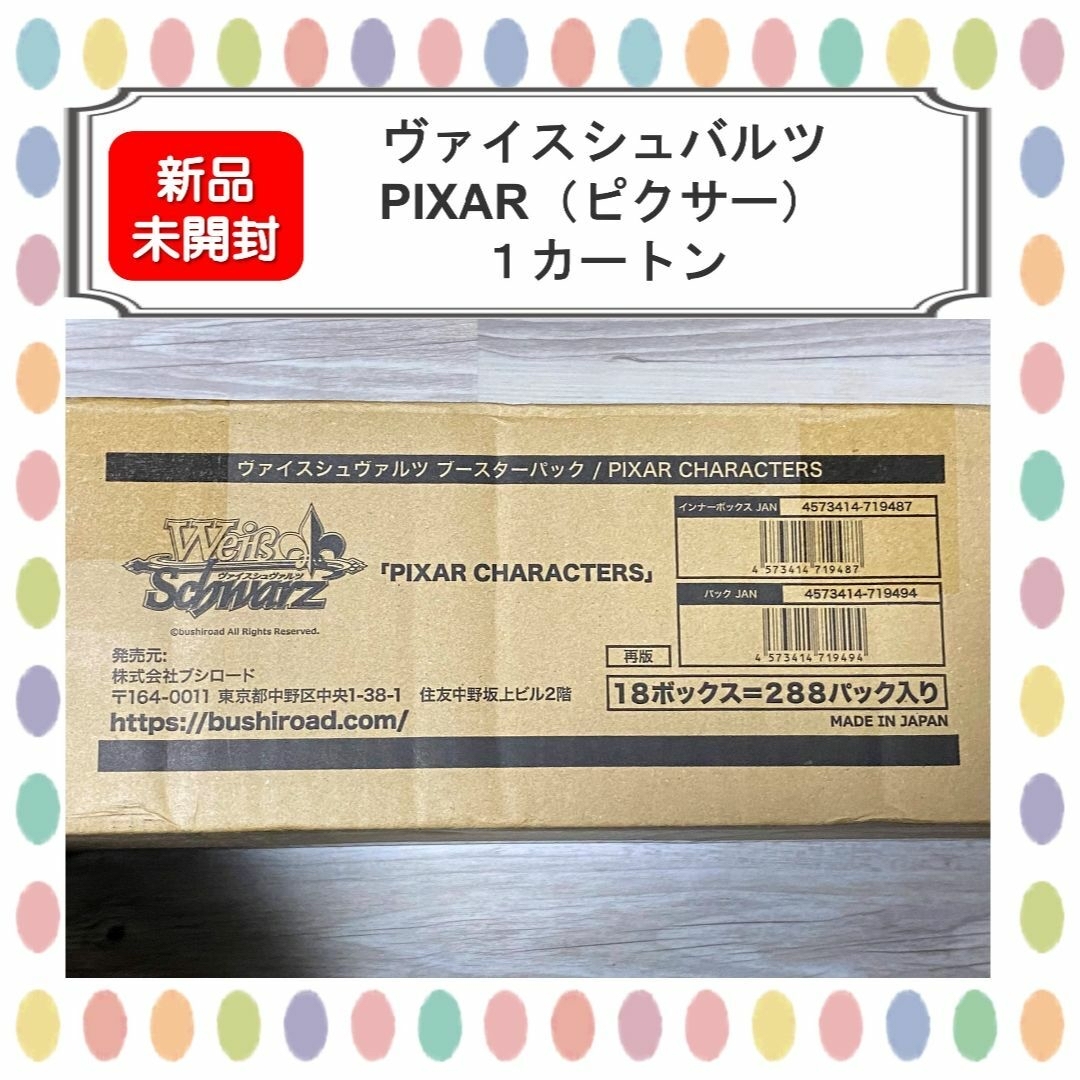 新品
未開封
ヴァイスシュバルツ
PIXAR（ピクサー）
１カートン
ヴァイスシュヴァルツ ブースターパック / PIXAR CHARACTERS
Weiß
ヴァイスシュヴァルツ
Schwarz
©bushiroad All Rights Reserved.
「PIXAR CHARACTERS」
インナーボックス JAN 4573414-719487
4 573414 719487
パック JAN 4573414-719494
4 573414 719494
発売元:
株式会社ブシロード
〒164-0011 東京都中野区中央1-38-1 住友中野坂上ビル2階
https://bushiroad.com/
再版
18ボックス=288パック入り
MADE IN JAPAN